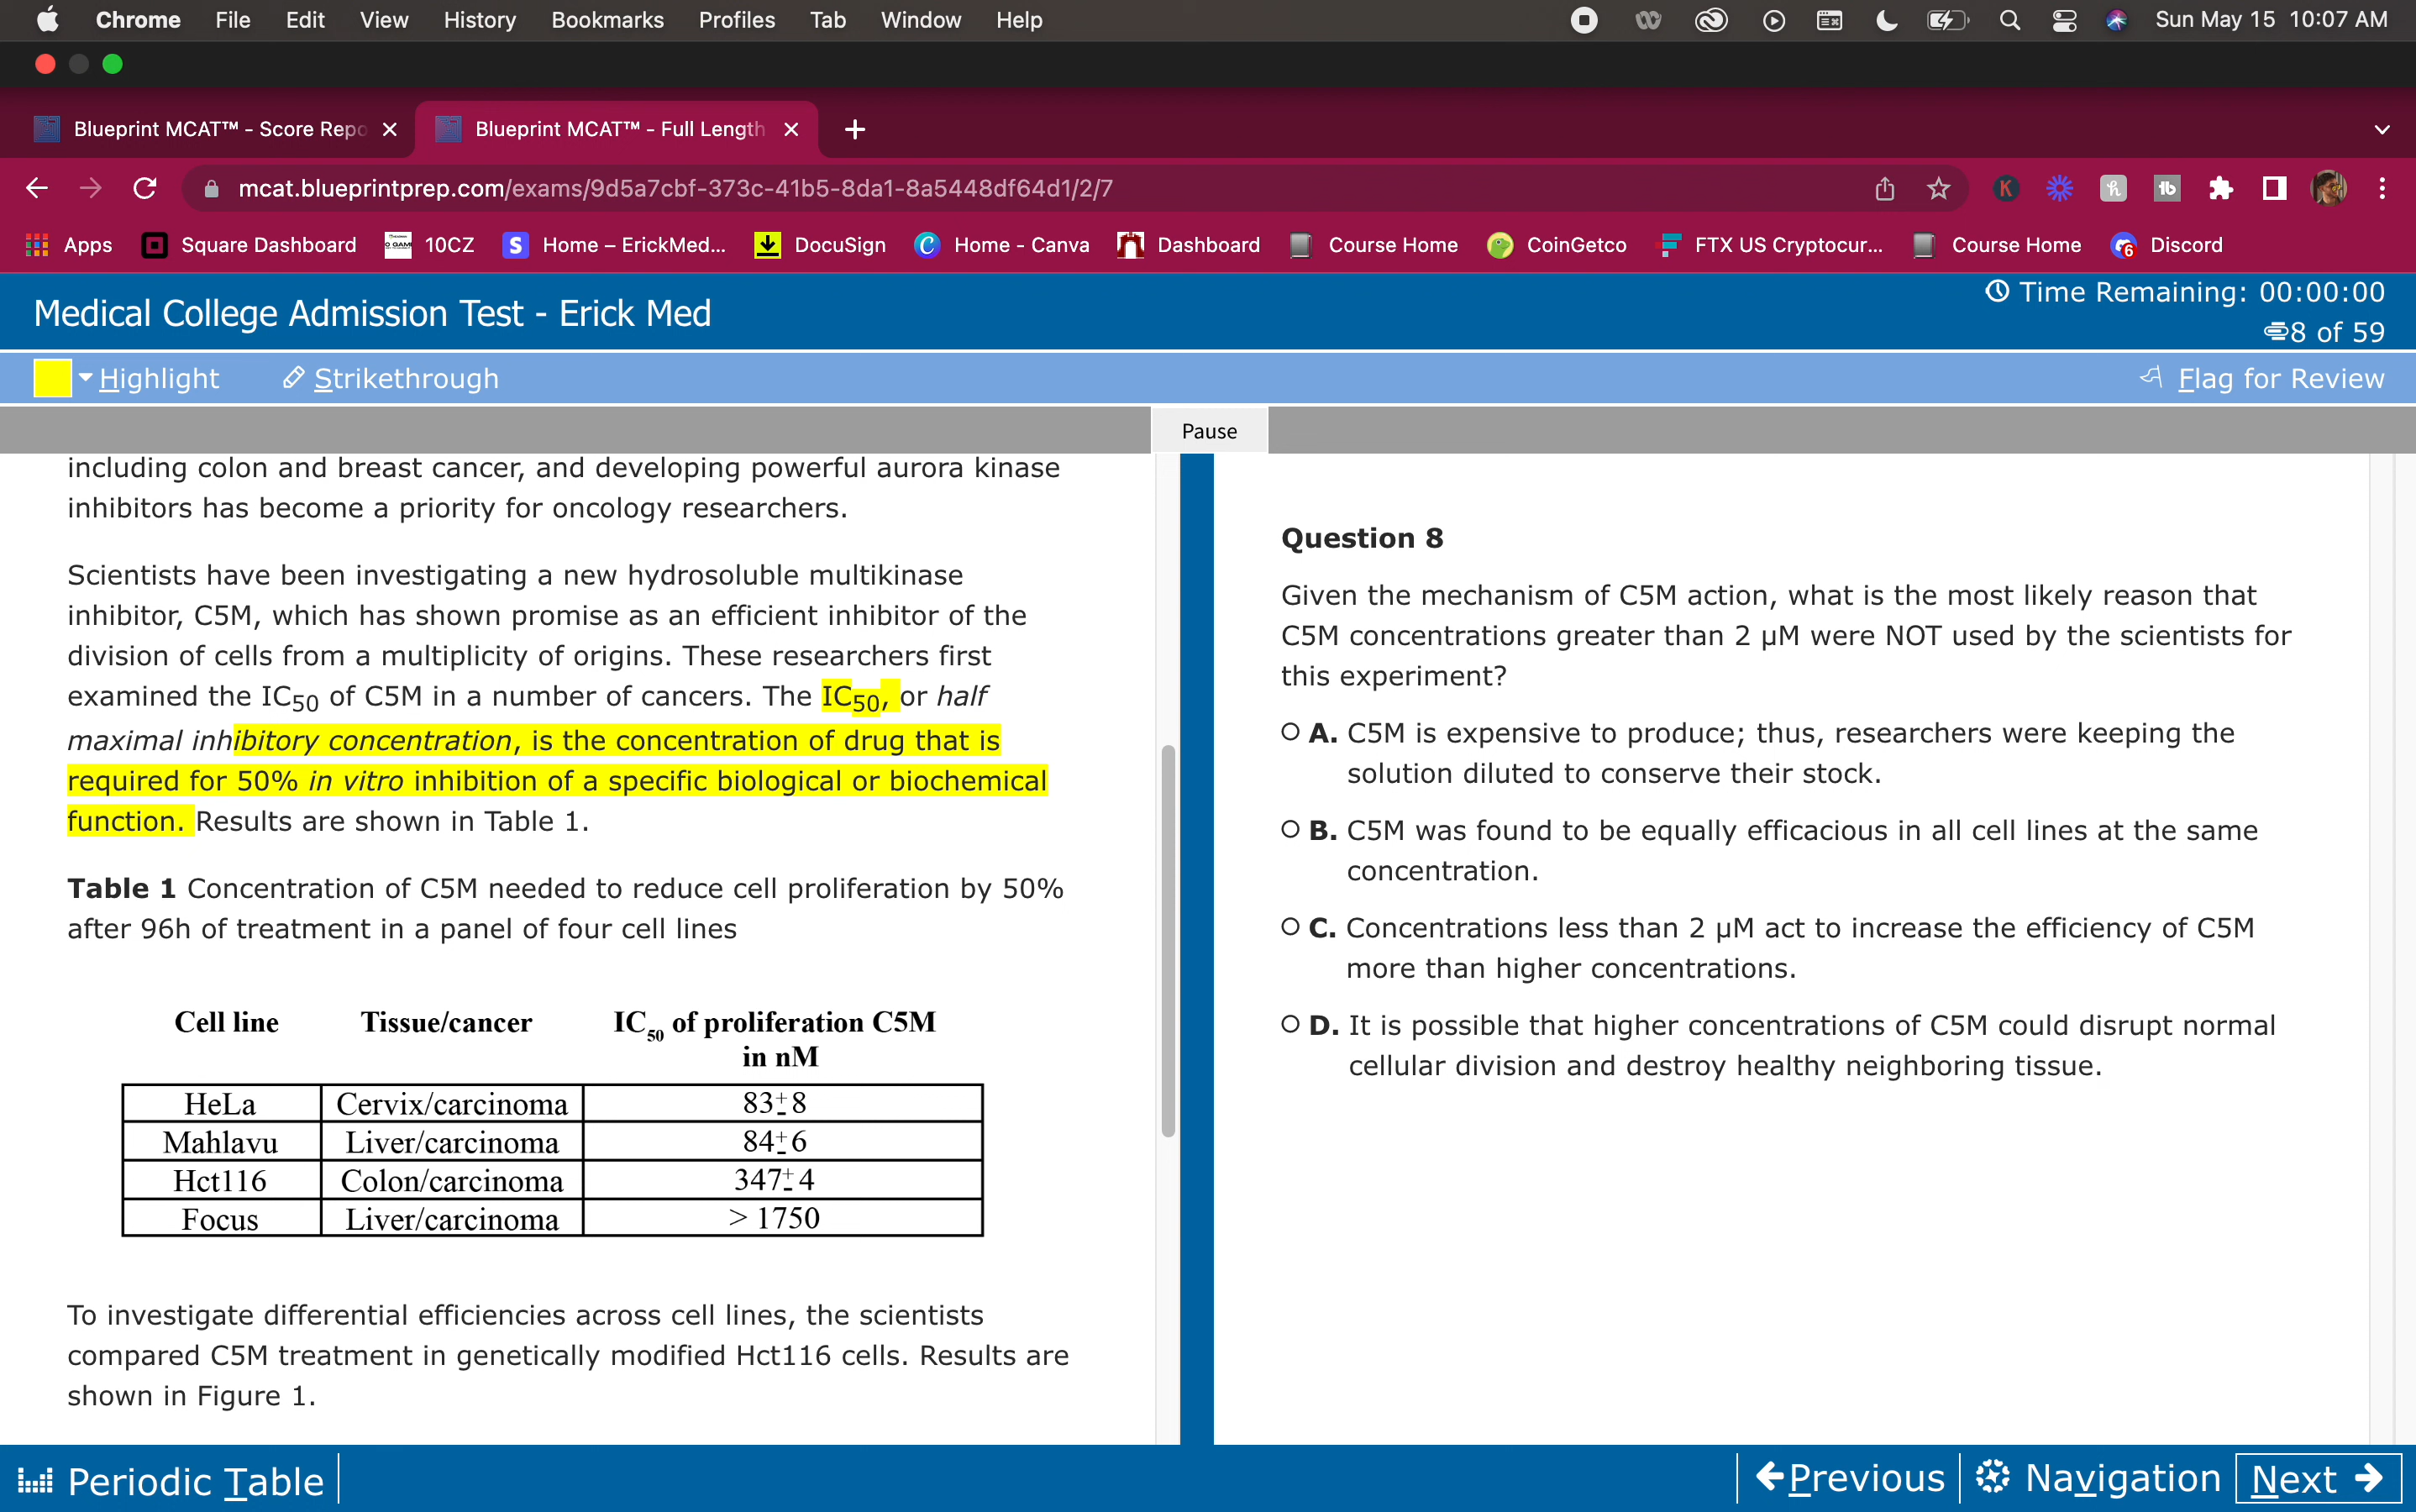 Chrome File Edit View History Bookmarks Profiles Tab Window Help Sun May 15 10:07 AM
Blueprint MCAT™ - Score Repo Blueprint MCAT™ - Full Length
mcat.blueprintprep.com/exams/9d5a7cbf-373c-41b5-8da1-8a5448df64d1/2/7
Apps Square Dashboard 10CZ Home – ErickMed... DocuSign Home - Canva Dashboard Course Home CoinGetco FTX US Cryptocur... Course Home Discord
Medical College Admission Test - Erick Med
Time Remaining: 00:00:00
8 of 59
Highlight Strikethrough Flag for Review
Pause
including colon and breast cancer, and developing powerful aurora kinase
inhibitors has become a priority for oncology researchers.
Scientists have been investigating a new hydrosoluble multikinase
inhibitor, C5M, which has shown promise as an efficient inhibitor of the
division of cells from a multiplicity of origins. These researchers first
examined the IC50 of C5M in a number of cancers. The IC50, or half
maximal inhibitory concentration, is the concentration of drug that is
required for 50% in vitro inhibition of a specific biological or biochemical
function. Results are shown in Table 1.
Table 1 Concentration of C5M needed to reduce cell proliferation by 50%
after 96h of treatment in a panel of four cell lines
Cell line Tissue/cancer IC50 of proliferation C5M
in nM
HeLa Cervix/carcinoma 83±8
Mahlavu Liver/carcinoma 84±6
Hct116 Colon/carcinoma 347±4
Focus Liver/carcinoma > 1750
To investigate differential efficiencies across cell lines, the scientists
compared C5M treatment in genetically modified Hct116 cells. Results are
shown in Figure 1.
Question 8
Given the mechanism of C5M action, what is the most likely reason that
C5M concentrations greater than 2 µM were NOT used by the scientists for
this experiment?
A. C5M is expensive to produce; thus, researchers were keeping the
solution diluted to conserve their stock.
B. C5M was found to be equally efficacious in all cell lines at the same
concentration.
C. Concentrations less than 2 µM act to increase the efficiency of C5M
more than higher concentrations.
D. It is possible that higher concentrations of C5M could disrupt normal
cellular division and destroy healthy neighboring tissue.
Periodic Table Previous Navigation Next